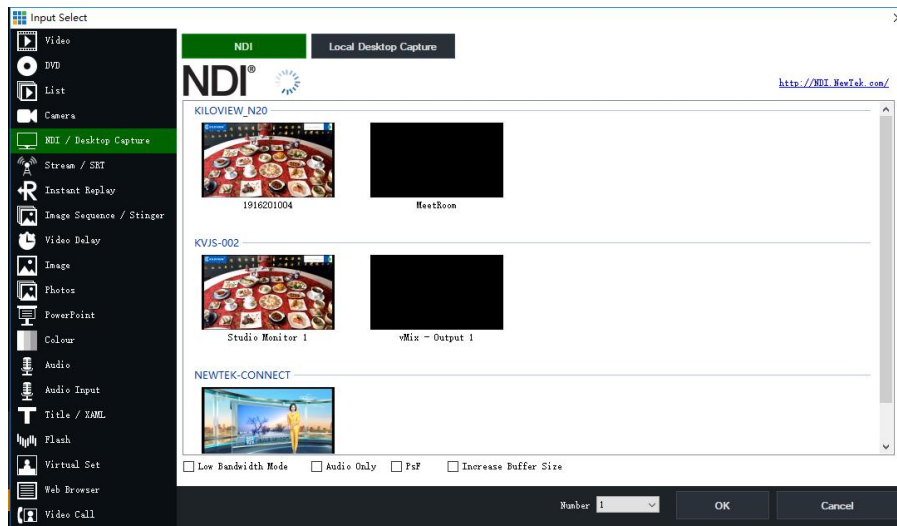 Input Select
Video
DVD
List
Camera
NDI / Desktop Capture
Stream / SRT
Instant Replay
Image Sequence / Stinger
Video Delay
Image
Photos
PowerPoint
Colour
Audio
Audio Input
Title / XAML
Flash
Virtual Set
Web Browser
Video Call
NDI Local Desktop Capture
NDI®
http://NDI.NewTek.com/
KILOVIEW_N20
1916201004 MeetRoom
KVJS-002
Studio Monitor 1 vMix - Output 1
NEWTEK-CONNECT
Low Bandwidth Mode Audio Only PsF Increase Buffer Size
Number 1 OK Cancel